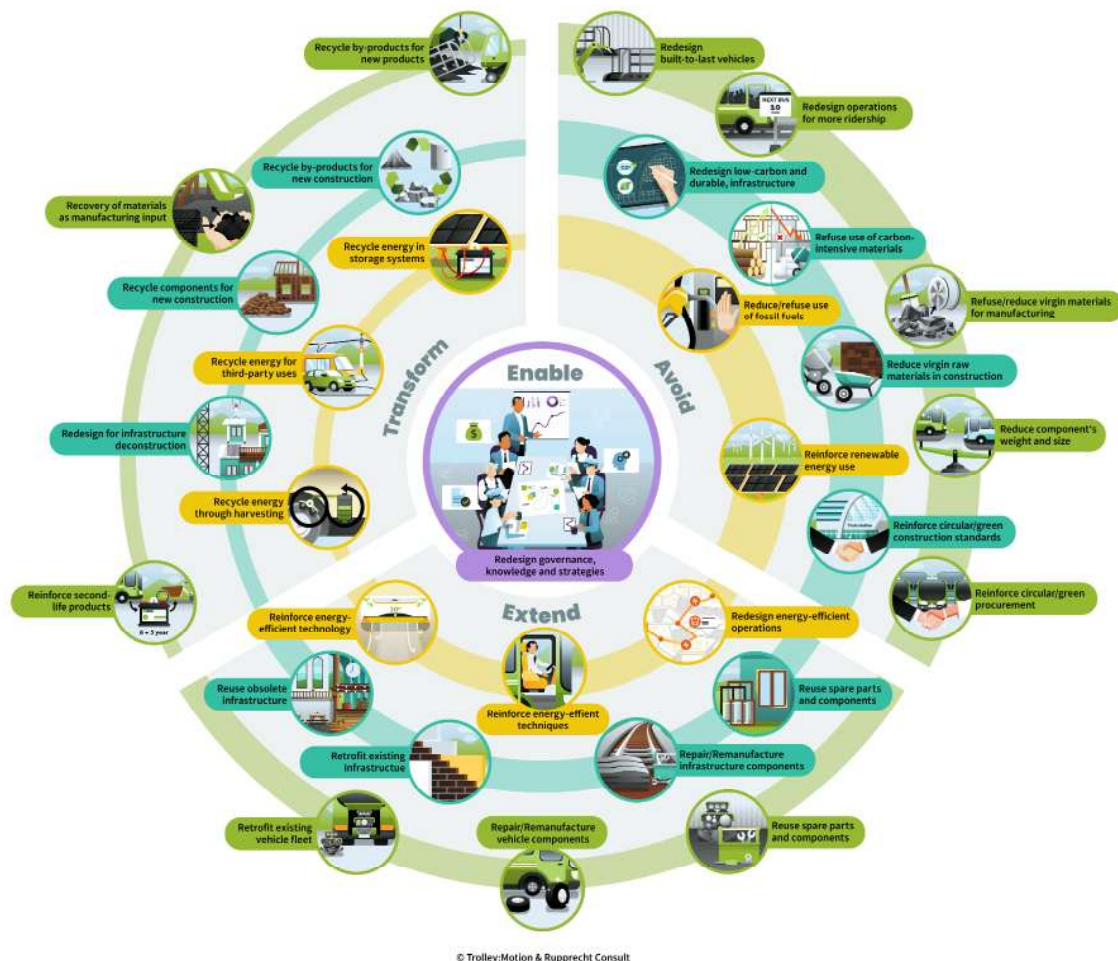 Recycle by-products for
new products
Redesign
built-to-last vehicles
NEXT BUS
10
Redesign operations
for more ridership
Recycle by-products for
new construction
Redesign low-carbon and
durable, infrastructure
Recovery of materials
as manufacturing input
Recycle energy in
storage systems
Refuse use of carbon-
intensive materials
Recycle components for
new construction
Reduce/refuse use
of fossil fuels
Refuse/reduce virgin materials
for manufacturing
Recycle energy for
third-party uses
Transform
Enable
Avoid
Reduce virgin raw
materials in construction
Redesign for infrastructure
deconstruction
Reduce component's
weight and size
Reinforce renewable
energy use
Recycle energy
through harvesting
Reinforce circular/green
construction standards
Redesign governance,
knowledge and strategies
Reinforce second-
life products
6 + 3 year
Reinforce circular/green
procurement
Extend
Reinforce energy-
efficient technology
20°
Redesign energy-efficient
operations
Reuse obsolete
infrastructure
Reinforce energy-effient
techniques
Reuse spare parts
and components
Retrofit existing
infrastructue
Repair/Remanufacture
infrastructure components
Retrofit existing
vehicle fleet
Repair/Remanufacture
vehicle components
Reuse spare parts
and components
© Trolley:Motion & Rupprecht Consult